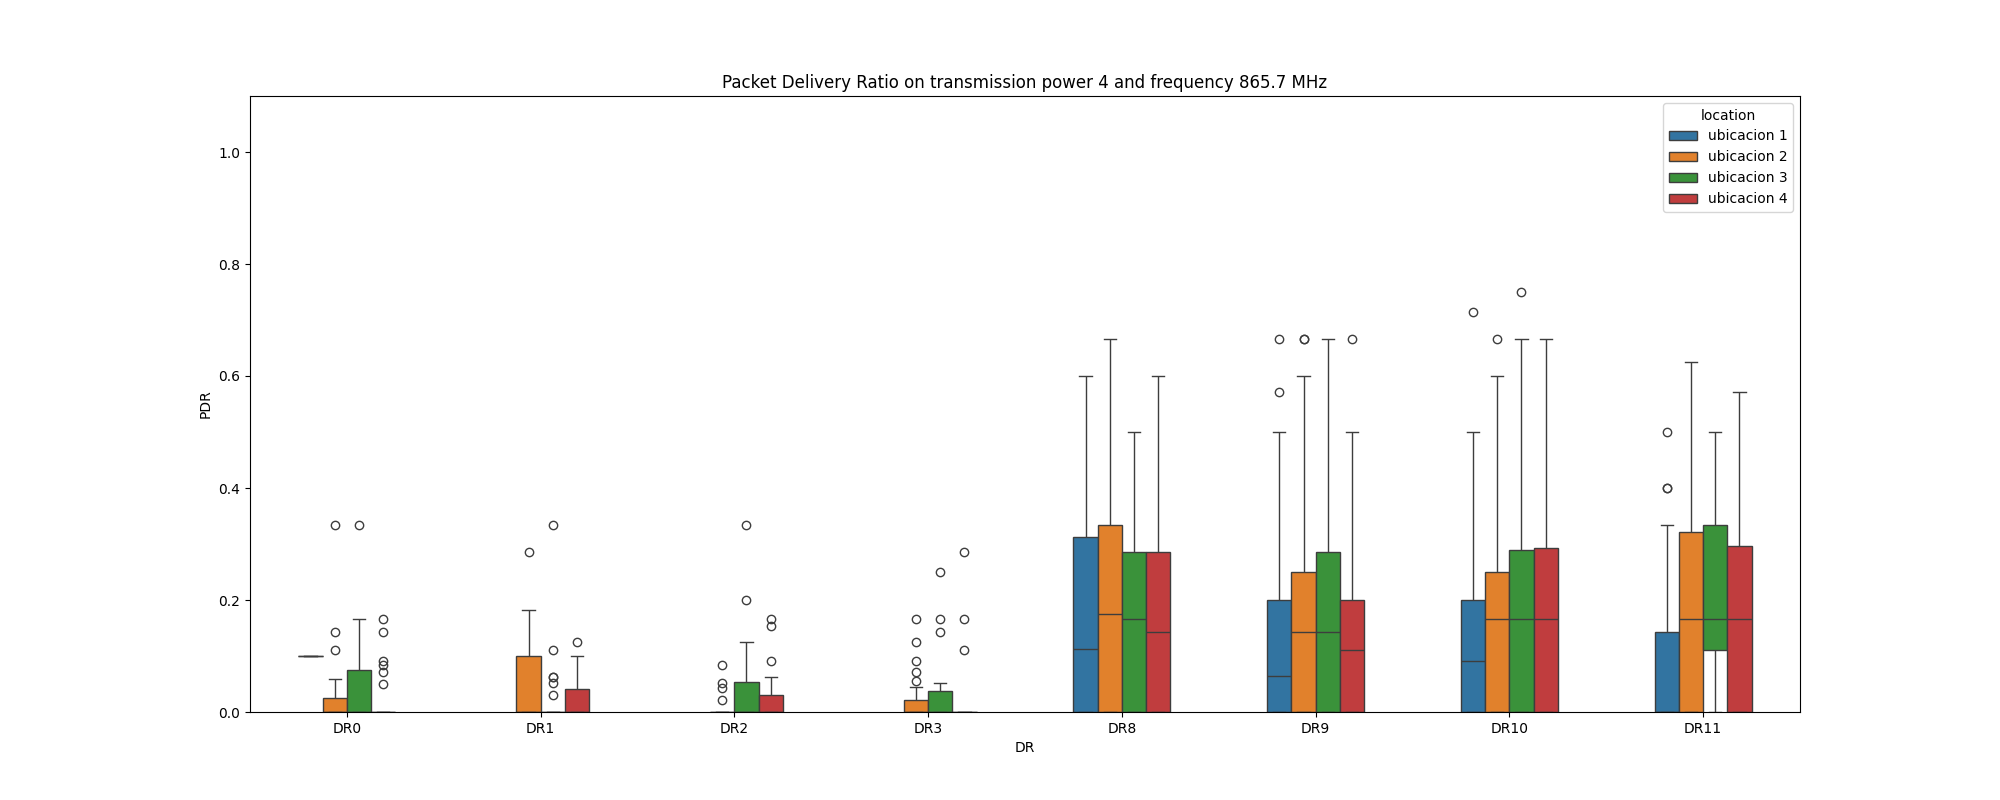 Packet Delivery Ratio on transmission power 4 and frequency 865.7 MHz
location
ubicacion 1
ubicacion 2
ubicacion 3
ubicacion 4
1.0
0.8
0.6
0.4
0.2
0.0
PDR
DR0 DR1 DR2 DR3 DR8 DR9 DR10 DR11
DR